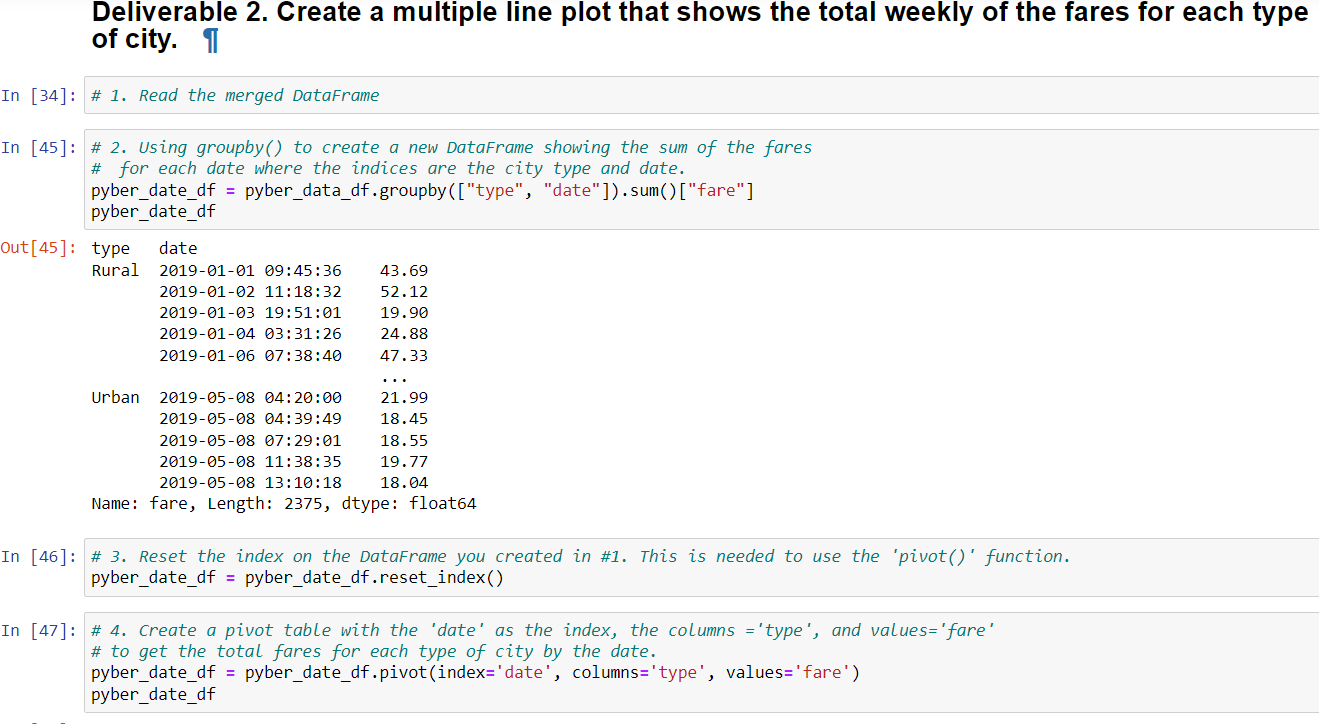 Deliverable 2. Create a multiple line plot that shows the total weekly of the fares for each type
of city. ¶
In [34]: # 1. Read the merged DataFrame
In [45]: # 2. Using groupby() to create a new DataFrame showing the sum of the fares
#  for each date where the indices are the city type and date.
pyber_date_df = pyber_data_df.groupby(["type", "date"]).sum()["fare"]
pyber_date_df
Out[45]: type   date
Rural  2019-01-01 09:45:36    43.69
2019-01-02 11:18:32    52.12
2019-01-03 19:51:01    19.90
2019-01-04 03:31:26    24.88
2019-01-06 07:38:40    47.33
...
Urban  2019-05-08 04:20:00    21.99
2019-05-08 04:39:49    18.45
2019-05-08 07:29:01    18.55
2019-05-08 11:38:35    19.77
2019-05-08 13:10:18    18.04
Name: fare, Length: 2375, dtype: float64
In [46]: # 3. Reset the index on the DataFrame you created in #1. This is needed to use the 'pivot()' function.
pyber_date_df = pyber_date_df.reset_index()
In [47]: # 4. Create a pivot table with the 'date' as the index, the columns ='type', and values='fare'
# to get the total fares for each type of city by the date.
pyber_date_df = pyber_date_df.pivot(index='date', columns='type', values='fare')
pyber_date_df